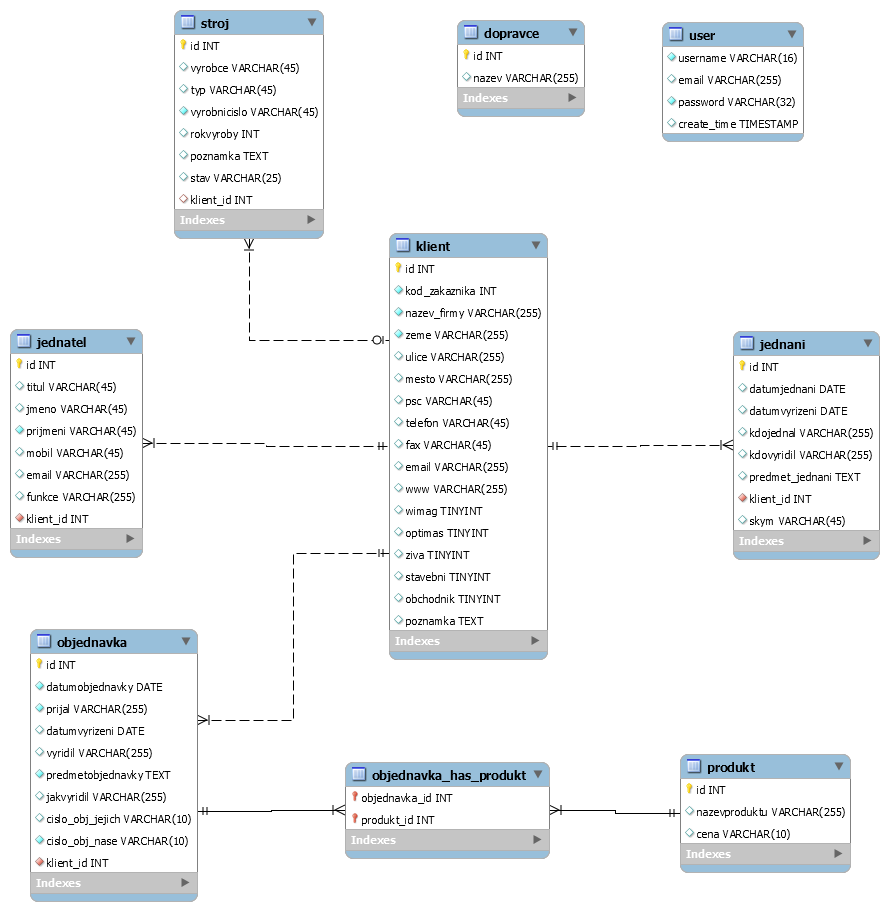 stroj
id INT
vyrobce VARCHAR(45)
typ VARCHAR(45)
vyrobnicislo VARCHAR(45)
rokvyroby INT
poznamka TEXT
stav VARCHAR(25)
klient_id INT
Indexes
dopravce
id INT
nazev VARCHAR(255)
Indexes
user
username VARCHAR(16)
email VARCHAR(255)
password VARCHAR(32)
create_time TIMESTAMP
klient
id INT
kod_zakaznika INT
nazev_firmy VARCHAR(255)
zeme VARCHAR(255)
ulice VARCHAR(255)
mesto VARCHAR(255)
psc VARCHAR(45)
telefon VARCHAR(45)
fax VARCHAR(45)
email VARCHAR(255)
www VARCHAR(255)
wimag TINYINT
optimas TINYINT
ziva TINYINT
stavebni TINYINT
obchodnik TINYINT
poznamka TEXT
Indexes
jednatel
id INT
titul VARCHAR(45)
jmeno VARCHAR(45)
prijmeni VARCHAR(45)
mobil VARCHAR(45)
email VARCHAR(255)
funkce VARCHAR(255)
klient_id INT
Indexes
jednani
id INT
datumjednani DATE
datumvyrizeni DATE
kdojednal VARCHAR(255)
kdovyridil VARCHAR(255)
predmet_jednani TEXT
klient_id INT
skym VARCHAR(45)
Indexes
objednavka
id INT
datumobjednavky DATE
prijal VARCHAR(255)
datumvyrizeni DATE
vyridil VARCHAR(255)
predmetobjednavky TEXT
jakvyridil VARCHAR(255)
cislo_obj_jejich VARCHAR(10)
cislo_obj_nase VARCHAR(10)
klient_id INT
Indexes
objednavka_has_produkt
objednavka_id INT
produkt_id INT
Indexes
produkt
id INT
nazevproduktu VARCHAR(255)
cena VARCHAR(10)
Indexes